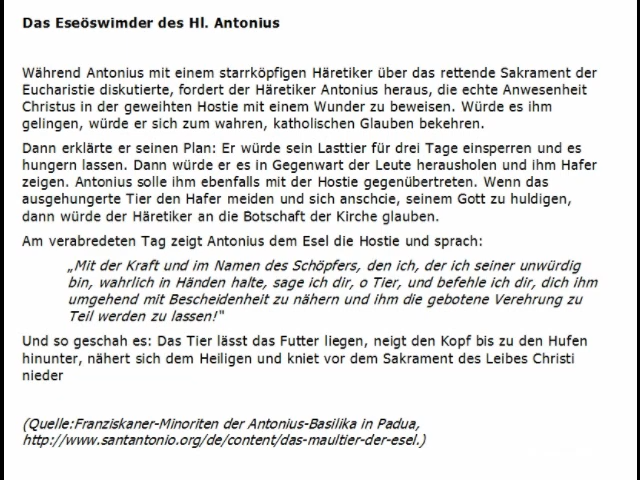 Das Eseöswimder des Hl. Antonius
Während Antonius mit einem starrköpfigen Häretiker über das rettende Sakrament der
Eucharistie diskutierte, fordert der Häretiker Antonius heraus, die echte Anwesenheit
Christus in der geweihten Hostie mit einem Wunder zu beweisen. Würde es ihm
gelingen, würde er sich zum wahren, katholischen Glauben bekehren.
Dann erklärte er seinen Plan: Er würde sein Lasttier für drei Tage einsperren und es
hungern lassen. Dann würde er es in Gegenwart der Leute herausholen und ihm Hafer
zeigen. Antonius solle ihm ebenfalls mit der Hostie gegenübertreten. Wenn das
ausgehungerte Tier den Hafer meiden und sich anschcie, seinem Gott zu huldigen,
dann würde der Häretiker an die Botschaft der Kirche glauben.
Am verabredeten Tag zeigt Antonius dem Esel die Hostie und sprach:
„Mit der Kraft und im Namen des Schöpfers, den ich, der ich seiner unwürdig
bin, wahrlich in Händen halte, sage ich dir, o Tier, und befehle ich dir, dich ihm
umgehend mit Bescheidenheit zu nähern und ihm die gebotene Verehrung zu
Teil werden zu lassen!"
Und so geschah es: Das Tier lässt das Futter liegen, neigt den Kopf bis zu den Hufen
hinunter, nähert sich dem Heiligen und kniet vor dem Sakrament des Leibes Christi
nieder
(Quelle:Franziskaner-Minoriten der Antonius-Basilika in Padua,
http://www.santantonio.org/de/content/das-maultier-der-esel.)